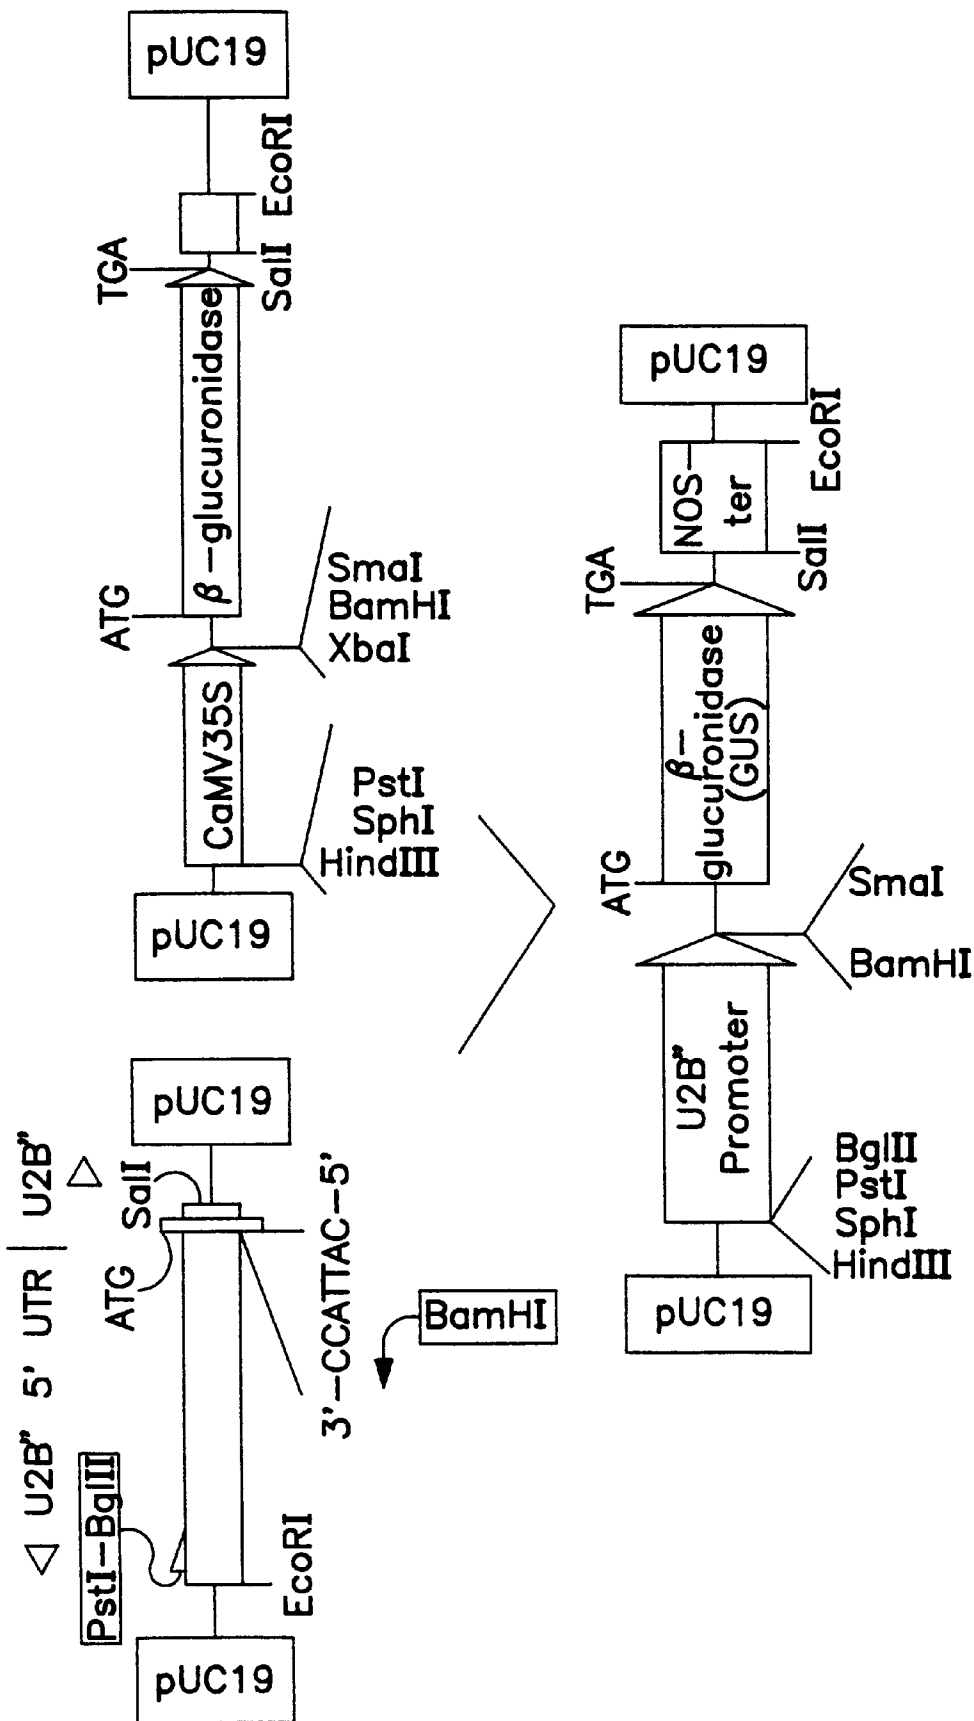 ◁ U2B" 5' UTR | U2B" ▷
PstI–BglII
ATG
SalI
pUC19
pUC19
EcoRI
3'–CCATTAC–5'
BamHI
pUC19
CaMV35S
HindIII
SphI
PstI
ATG
XbaI
BamHI
SmaI
β–glucuronidase
TGA
SalI
EcoRI
pUC19
pUC19
HindIII
SphI
PstI
BglII
U2B"
Promoter
BamHI
SmaI
ATG
β–
glucuronidase
(GUS)
TGA
NOS–
ter
SalI
EcoRI
pUC19